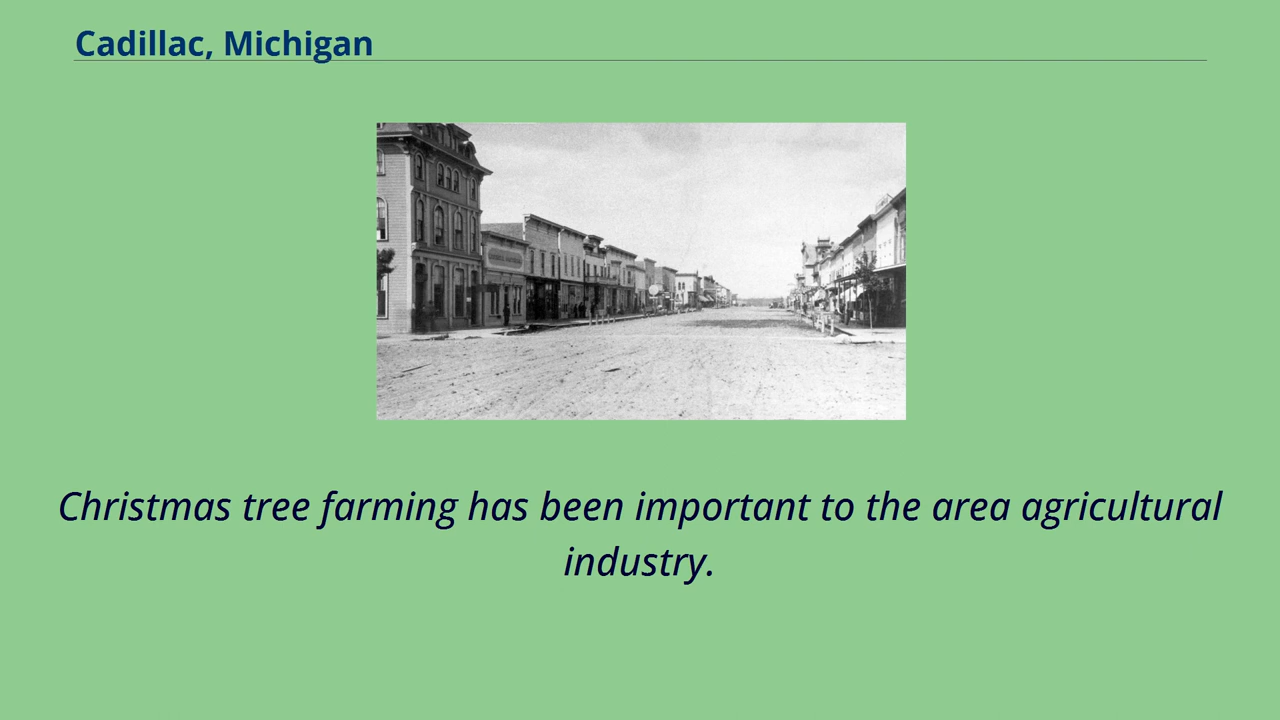 Cadillac, Michigan
Christmas tree farming has been important to the area agricultural
industry.